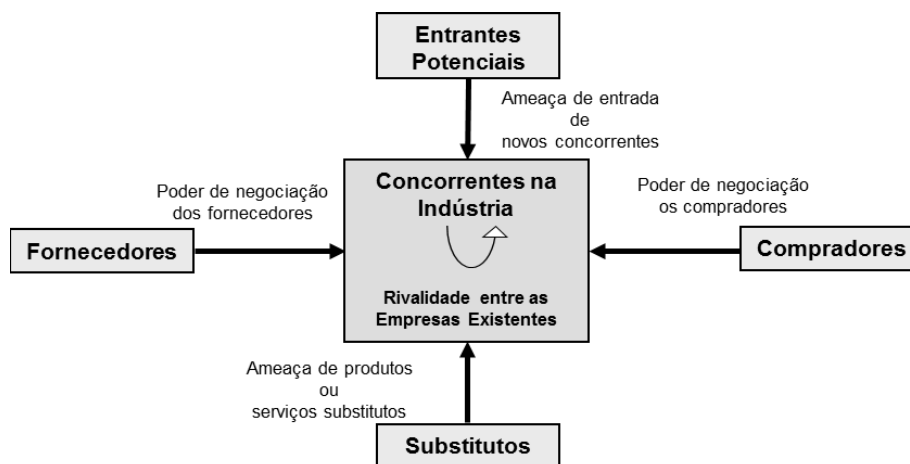 Entrantes
Potenciais
Ameaça de entrada
de
novos concorrentes
Concorrentes na
Indústria
Poder de negociação
dos fornecedores
Poder de negociação
os compradores
Fornecedores
Compradores
Rivalidade entre as
Empresas Existentes
Ameaça de produtos
ou
serviços substitutos
Substitutos